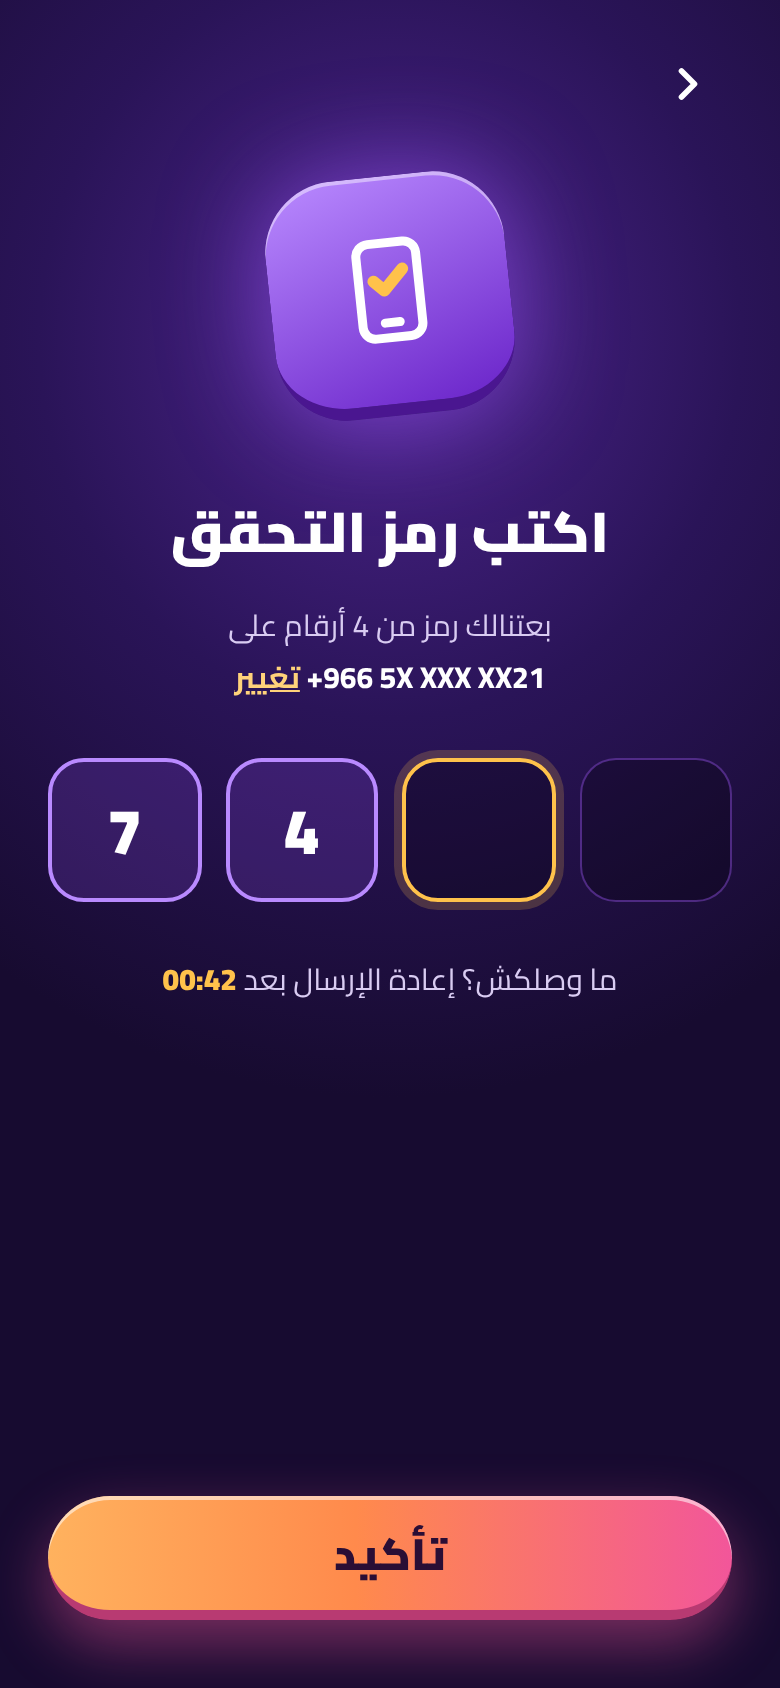 اكتب رمز التحقق
بعتنالك رمز من 4 أرقام على
+966 5X XXX XX21 تغيير
7 4
ما وصلكش؟ إعادة الإرسال بعد 00:42
تأكيد